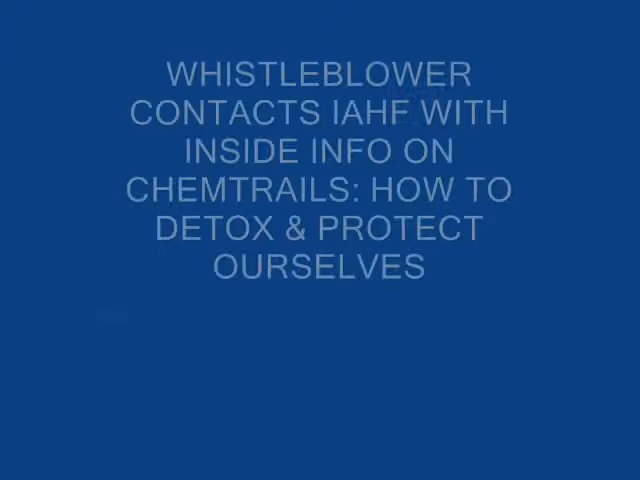 WHISTLEBLOWER
CONTACTS IAHF WITH
INSIDE INFO ON
CHEMTRAILS: HOW TO
DETOX & PROTECT
OURSELVES